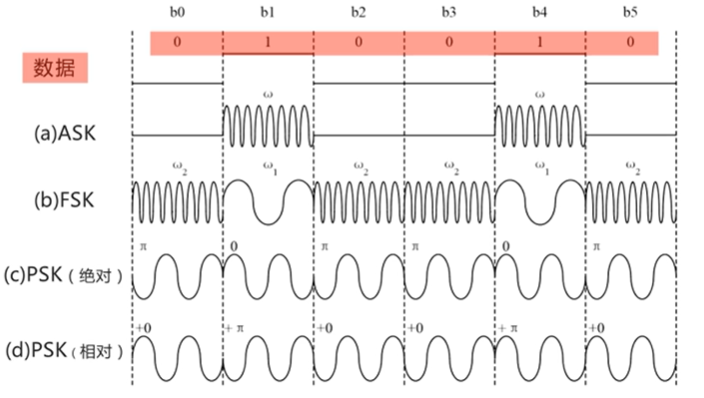 b0 b1 b2 b3 b4 b5
0 1 0 0 1 0
数据
ω ω
(a)ASK
ω2 ω1 ω2 ω2 ω1 ω2
(b)FSK
π 0 π π 0 π
(c)PSK（绝对）
+0 +π +0 +0 +π +0
(d)PSK（相对）